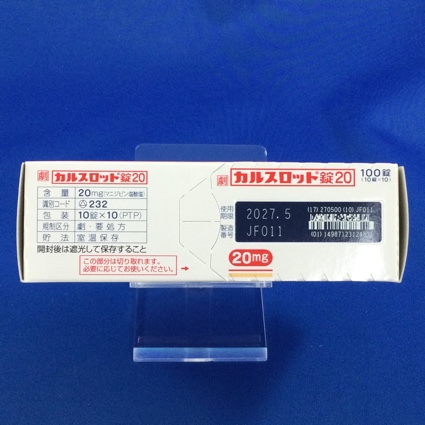 劇 カルスロット錠20
含量 20mg(マニジピン塩酸塩)
識別コード 232
包装 10錠×10(PTP)
規制区分 劇・要処方
貯法 室温保存
開封後は遮光して保存すること
この部分は切り取れます。
必要に応じてお使いください。
劇 カルスロット錠20 100錠
(10錠×10)
使用期限 2027.5
製造番号 JF011
(17) 270500 (10) JF011
20mg